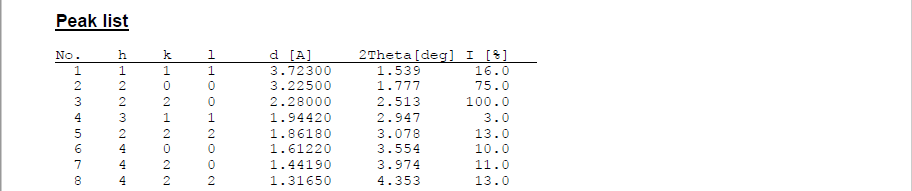 Peak list
No. h k l d [A] 2Theta[deg] I [%]
1 1 1 1 3.72300 1.539 16.0
2 2 0 0 3.22500 1.777 75.0
3 2 2 0 2.28000 2.513 100.0
4 3 1 1 1.94420 2.947 3.0
5 2 2 2 1.86180 3.078 13.0
6 4 0 0 1.61220 3.554 10.0
7 4 2 0 1.44190 3.974 11.0
8 4 2 2 1.31650 4.353 13.0